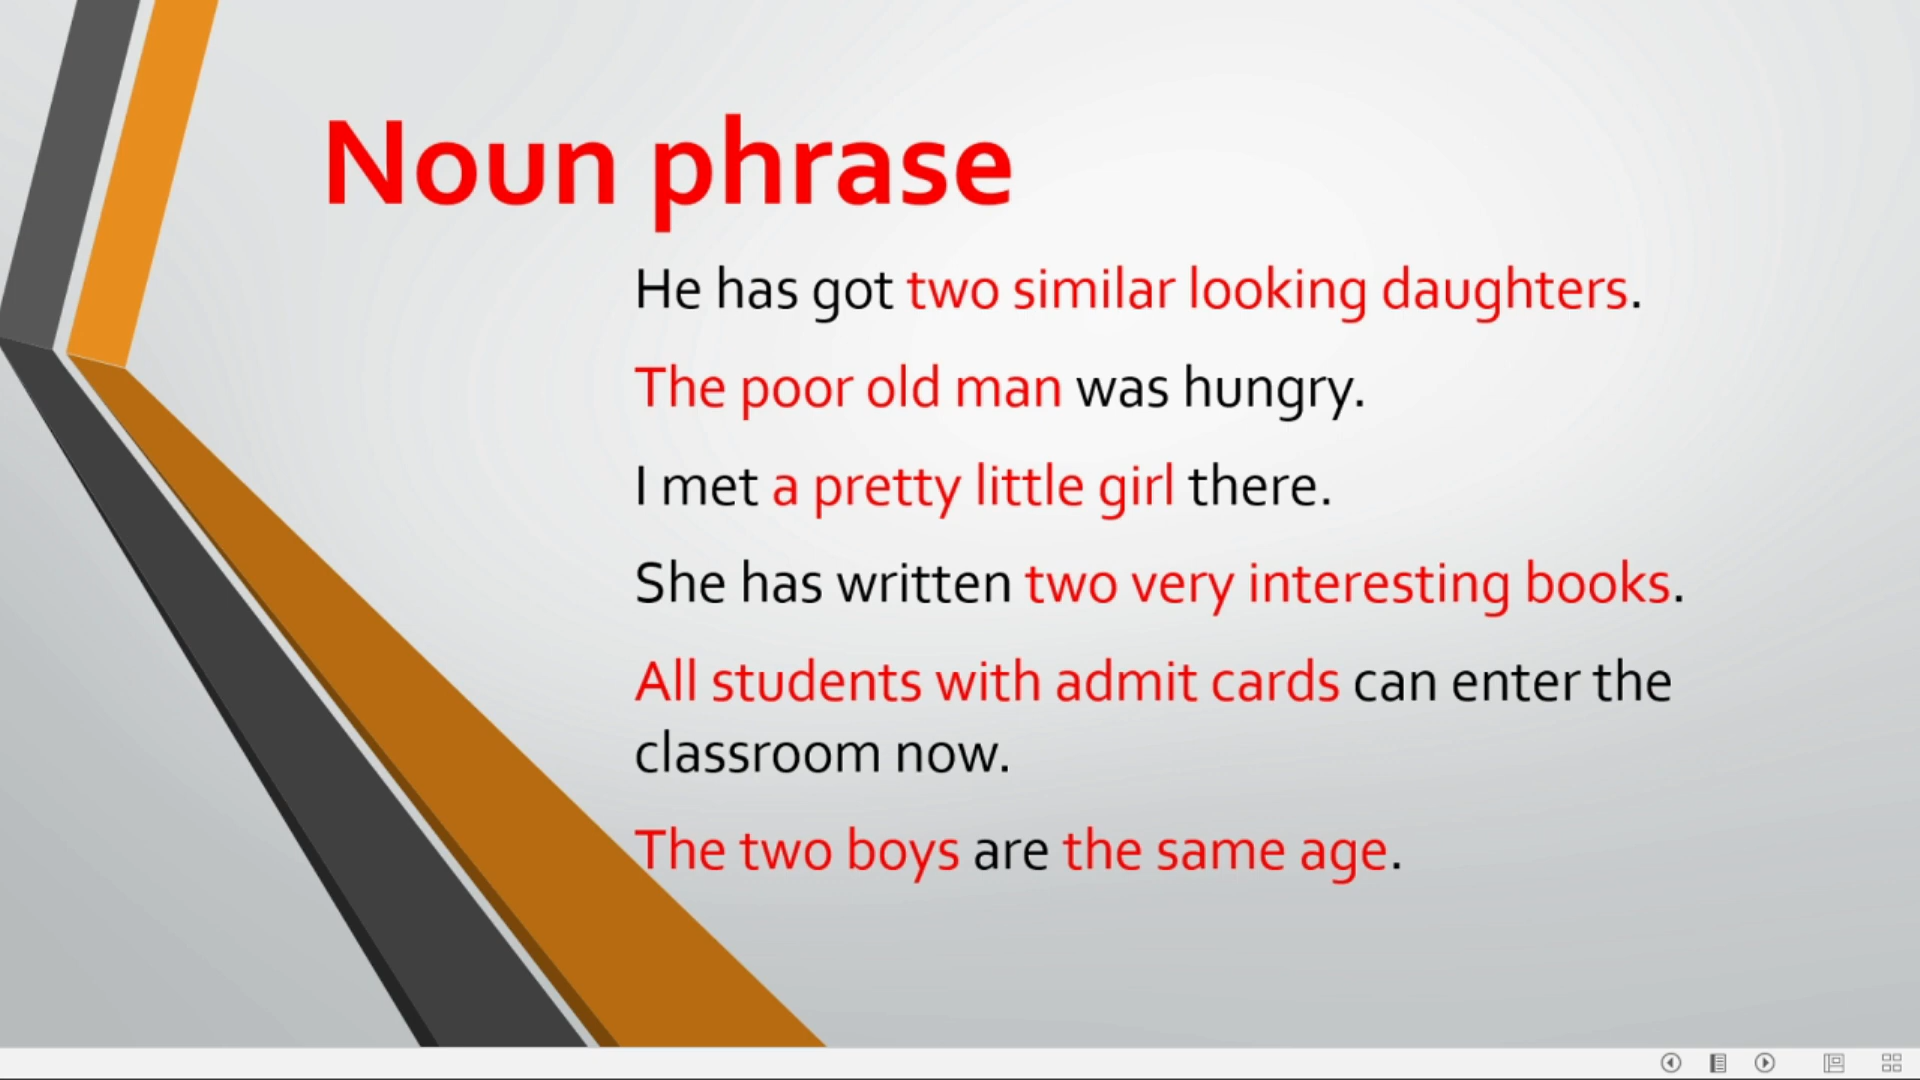 Noun phrase
He has got two similar looking daughters.
The poor old man was hungry.
I met a pretty little girl there.
She has written two very interesting books.
All students with admit cards can enter the
classroom now.
The two boys are the same age.